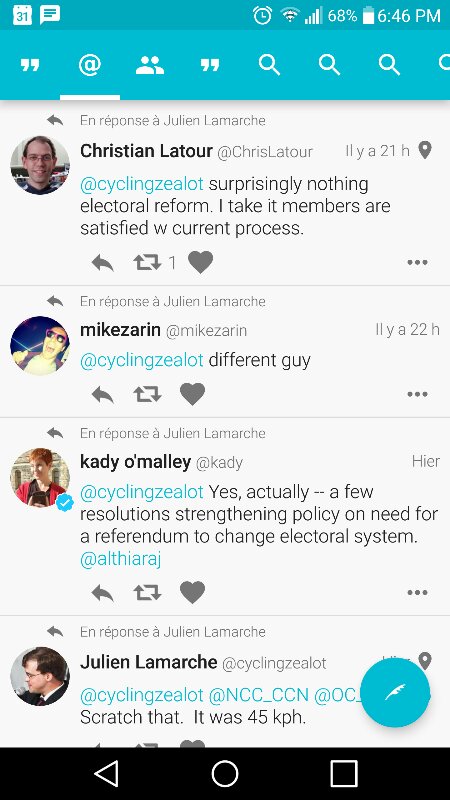 31
68% 6:46 PM
@
En réponse à Julien Lamarche
Christian Latour @ChrisLatour Il y a 21 h
@cyclingzealot surprisingly nothing
electoral reform. I take it members are
satisfied w current process.
1
En réponse à Julien Lamarche
mikezarin @mikezarin Il y a 22 h
@cyclingzealot different guy
En réponse à Julien Lamarche
kady o'malley @kady Hier
@cyclingzealot Yes, actually -- a few
resolutions strengthening policy on need for
a referendum to change electoral system.
@althiaraj
En réponse à Julien Lamarche
Julien Lamarche @cyclingzealot Hier
@cyclingzealot @NCC_CCN @OC_
Scratch that. It was 45 kph.